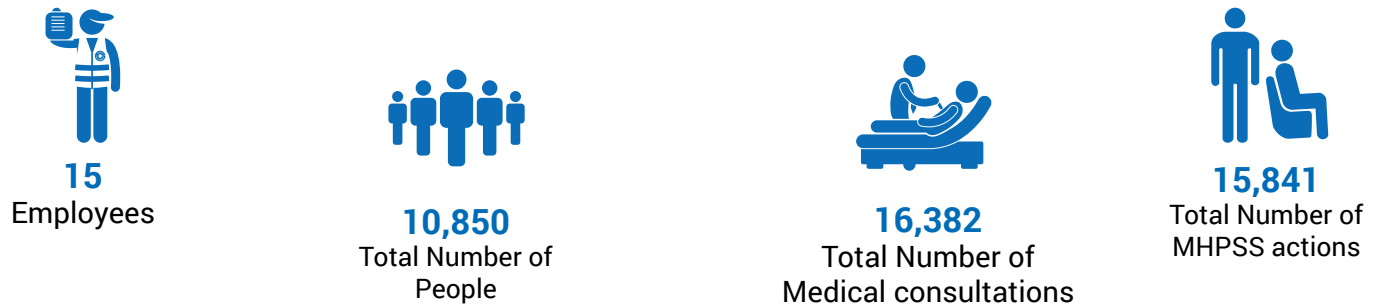 15
Employees
10,850
Total Number of
People
16,382
Total Number of
Medical consultations
15,841
Total Number of
MHPSS actions